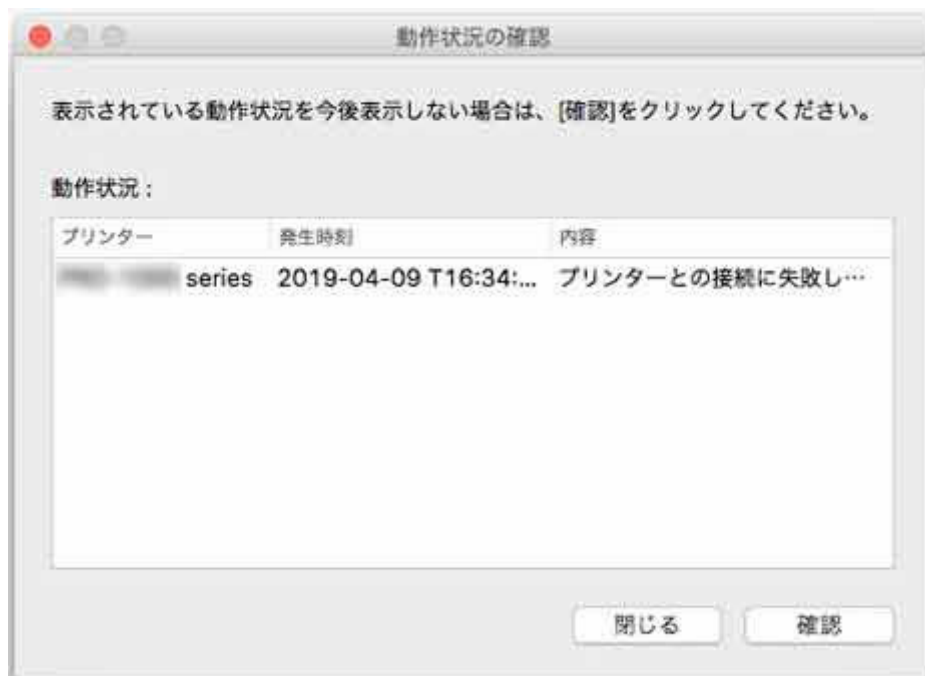 動作状況の確認
表示されている動作状況を今後表示しない場合は、[確認]をクリックしてください。
動作状況：
プリンター 発生時刻 内容
series 2019-04-09 T16:34:... プリンターとの接続に失敗し…
閉じる 確認